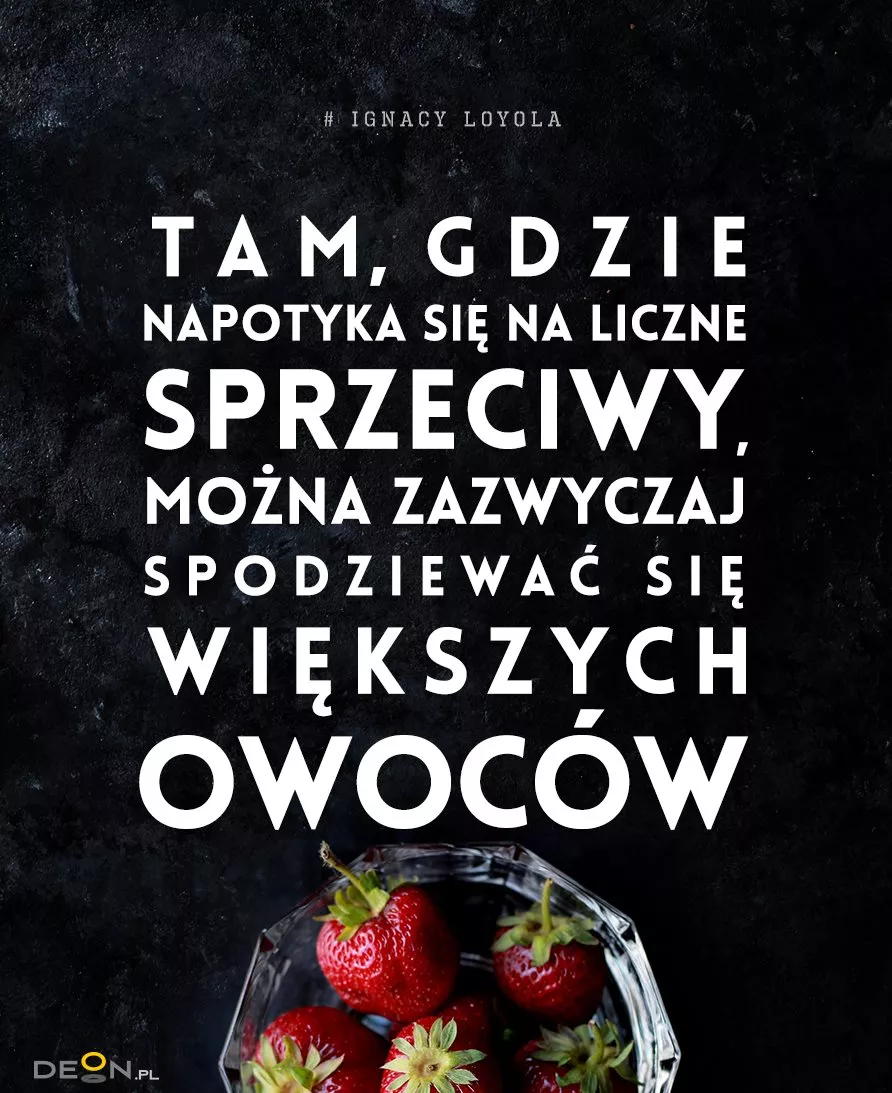 # IGNACY LOYOLA
TAM, GDZIE
NAPOTYKA SIĘ NA LICZNE
SPRZECIWY,
MOŻNA ZAZWYCZAJ
SPODZIEWAĆ SIĘ
WIĘKSZYCH
OWOCÓW
DEON.PL